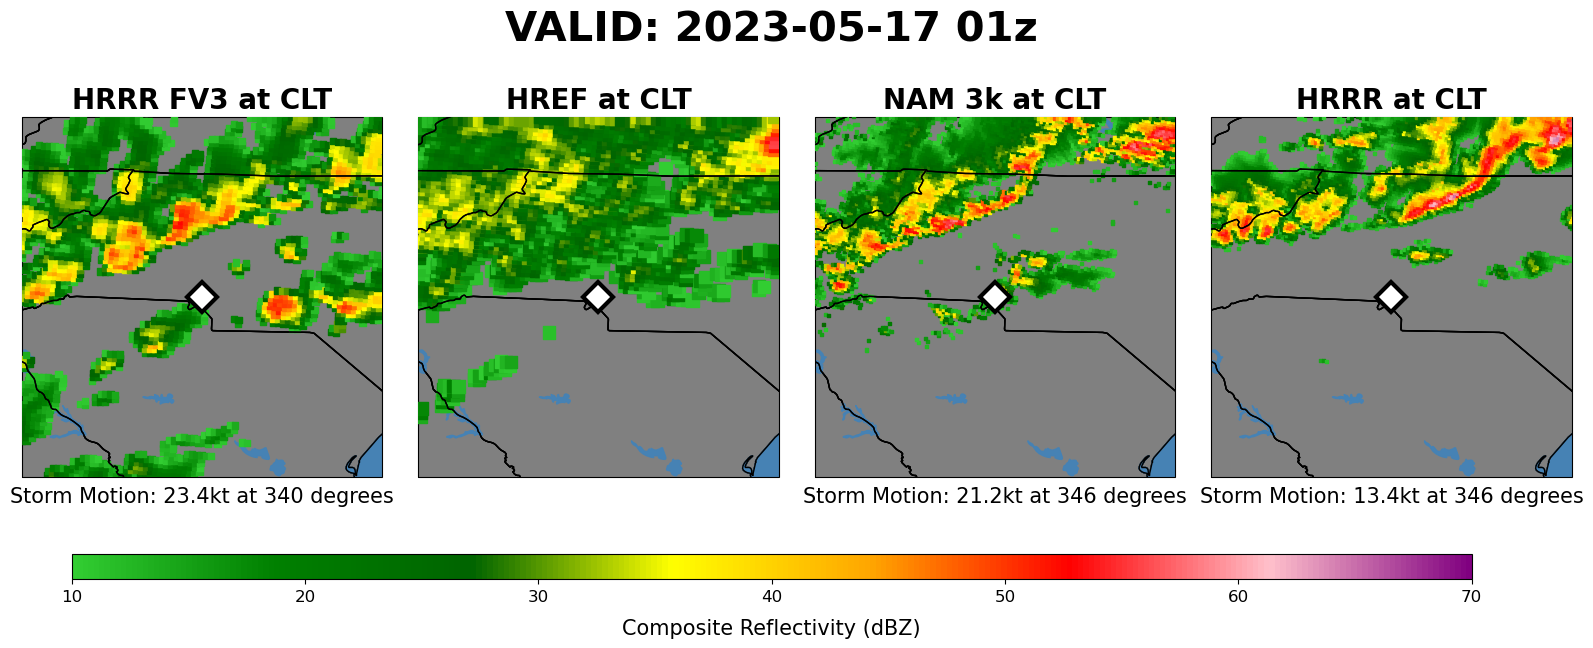 VALID: 2023-05-17 01z
HRRR FV3 at CLT
HREF at CLT
NAM 3k at CLT
HRRR at CLT
Storm Motion: 23.4kt at 340 degrees
Storm Motion: 21.2kt at 346 degrees
Storm Motion: 13.4kt at 346 degrees
10 20 30 40 50 60 70
Composite Reflectivity (dBZ)